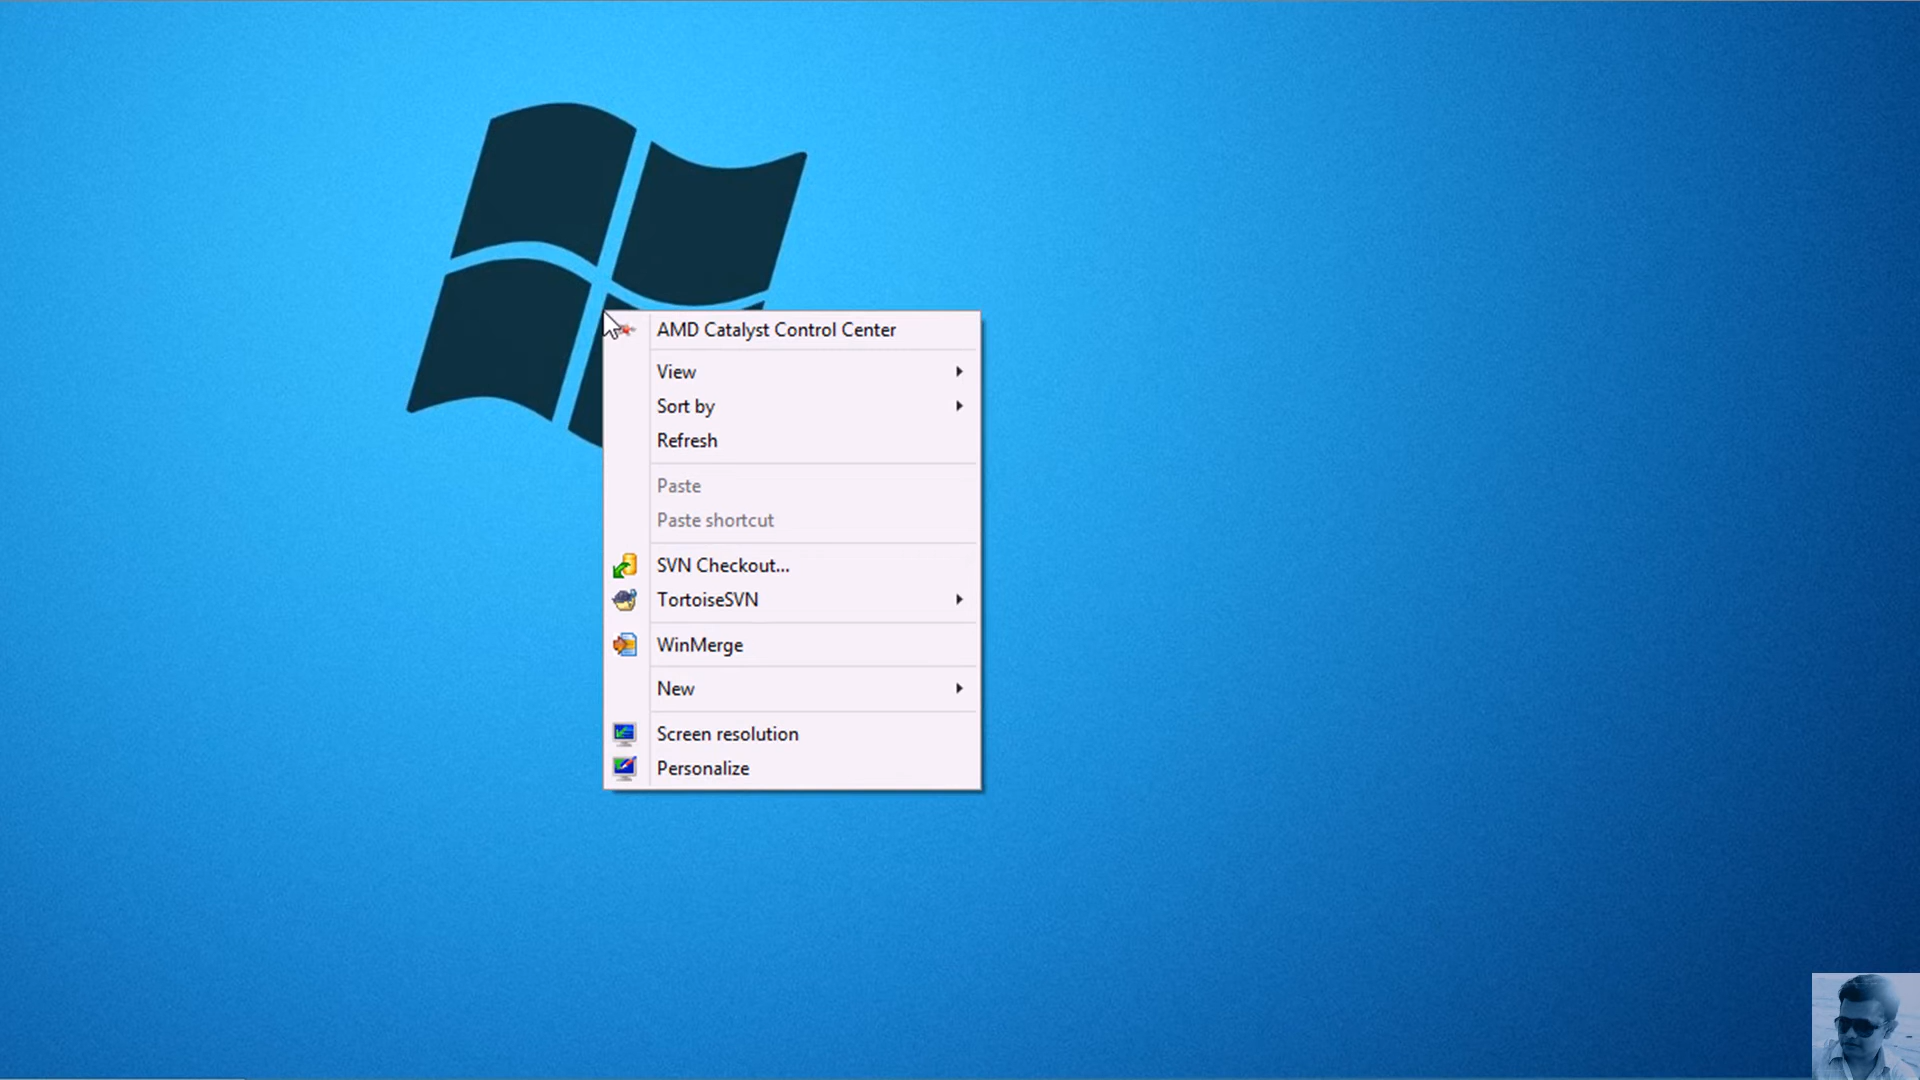 AMD Catalyst Control Center
View
Sort by
Refresh
Paste
Paste shortcut
SVN Checkout...
TortoiseSVN
WinMerge
New
Screen resolution
Personalize